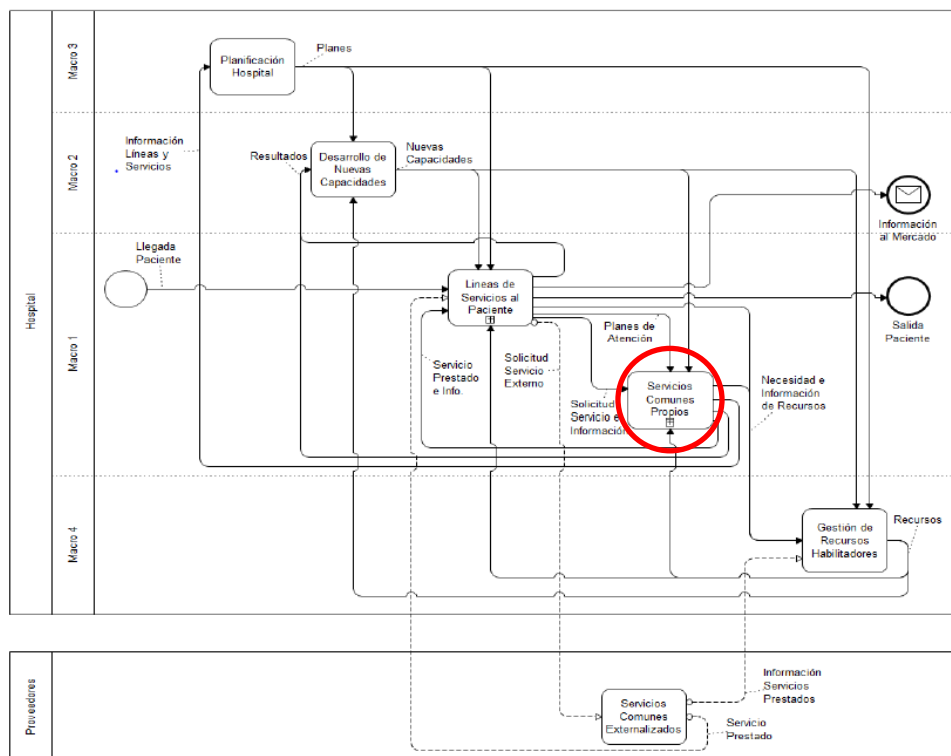 Hospital
Macro 3
Planificación
Hospital
Planes
Macro 2
Información
Líneas y
Servicios
Resultados
Desarrollo de
Nuevas
Capacidades
Nuevas
Capacidades
Información
al Mercado
Macro 1
Llegada
Paciente
Lineas de
Servicios al
Paciente
Salida
Paciente
Planes de
Atención
Servicio
Prestado
e Info.
Solicitud
Servicio
Externo
Solicitud
Servicio e
Información
Servicios
Comunes
Propios
Necesidad e
Información
de Recursos
Macro 4
Gestión de
Recursos
Habilitadores
Recursos
Proveedores
Servicios
Comunes
Externalizados
Información
Servicios
Prestados
Servicio
Prestado